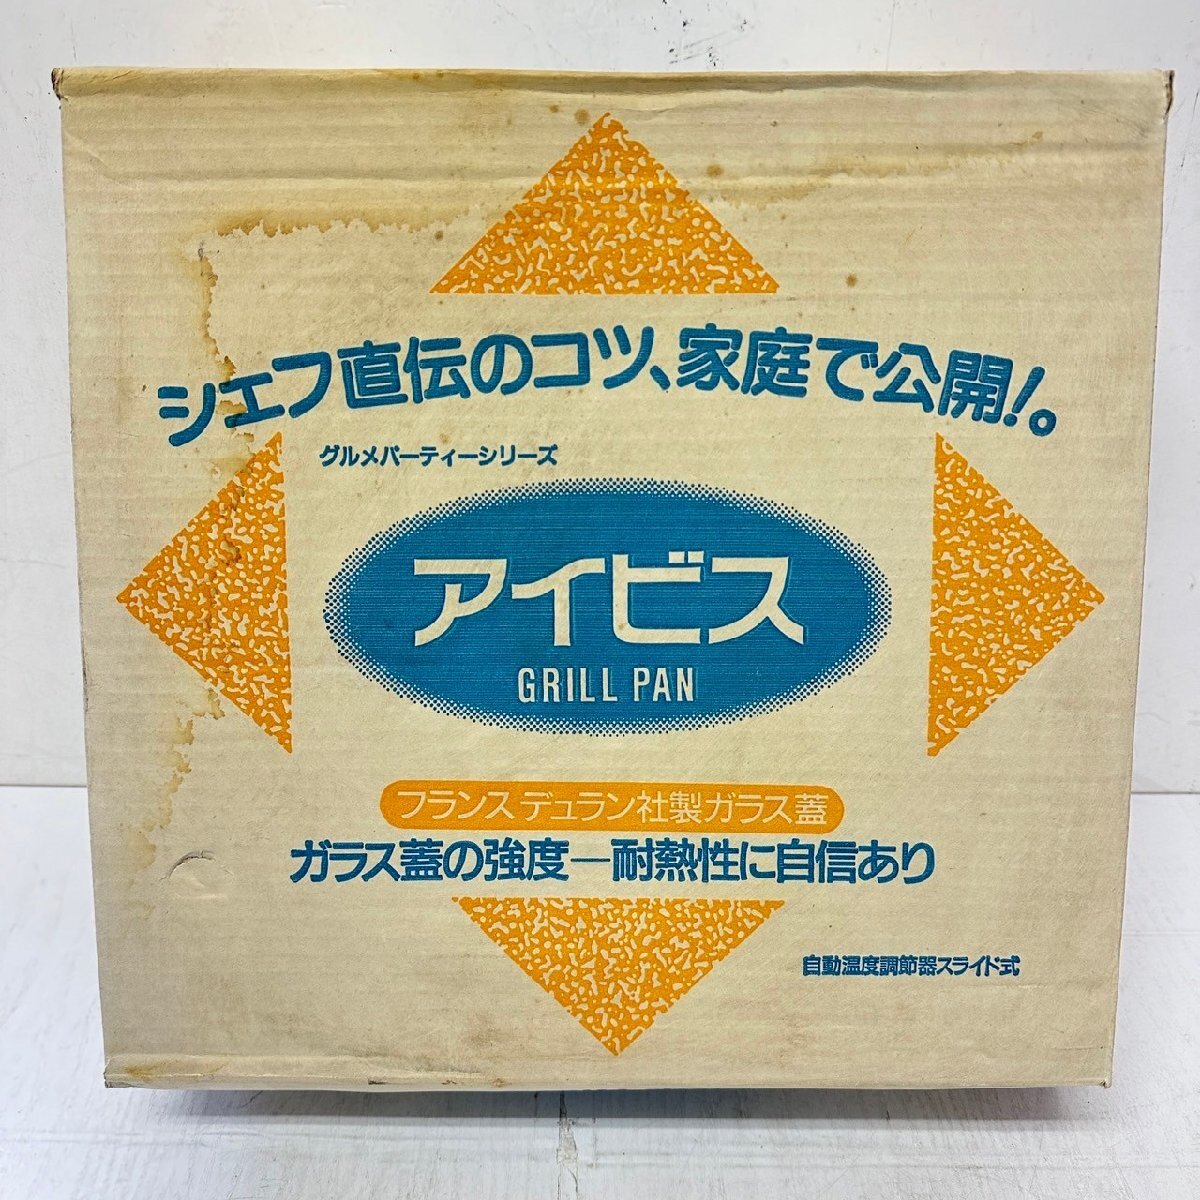 シェフ直伝のコツ、家庭で公開!。
グルメパーティーシリーズ
アイビス
GRILL PAN
フランスデュラン社製ガラス蓋
ガラス蓋の強度―耐熱性に自信あり
自動温度調節器スライド式